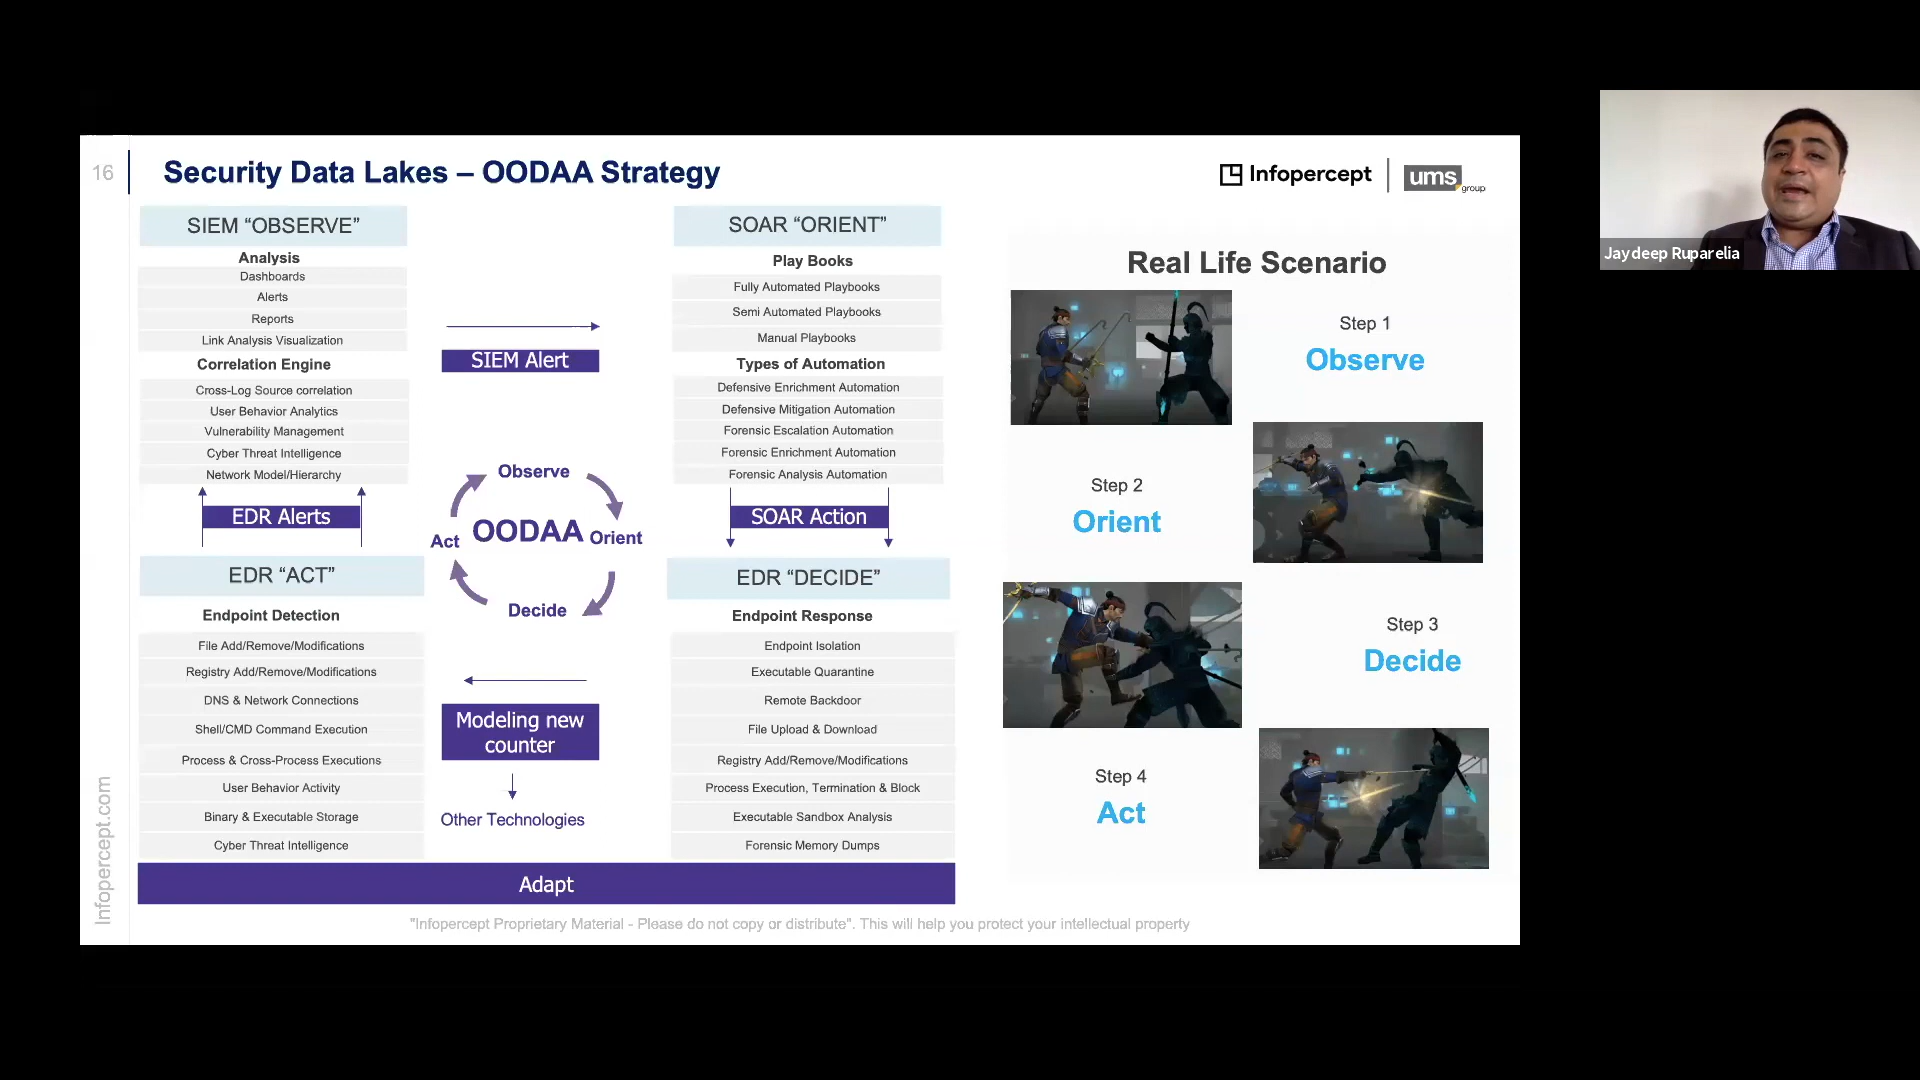 16
Security Data Lakes – OODAA Strategy
Infopercept
ums
group
Jaydeep Ruparelia
SIEM “OBSERVE”
Analysis
Dashboards
Alerts
Reports
Link Analysis Visualization
Correlation Engine
Cross-Log Source correlation
User Behavior Analytics
Vulnerability Management
Cyber Threat Intelligence
Network Model/Hierarchy
EDR Alerts
SIEM Alert
SOAR “ORIENT”
Play Books
Fully Automated Playbooks
Semi Automated Playbooks
Manual Playbooks
Types of Automation
Defensive Enrichment Automation
Defensive Mitigation Automation
Forensic Escalation Automation
Forensic Enrichment Automation
Forensic Analysis Automation
SOAR Action
Observe
Act
OODAA
Orient
Decide
EDR “ACT”
Endpoint Detection
File Add/Remove/Modifications
Registry Add/Remove/Modifications
DNS & Network Connections
Shell/CMD Command Execution
Process & Cross-Process Executions
User Behavior Activity
Binary & Executable Storage
Cyber Threat Intelligence
Modeling new
counter
Other Technologies
EDR “DECIDE”
Endpoint Response
Endpoint Isolation
Executable Quarantine
Remote Backdoor
File Upload & Download
Registry Add/Remove/Modifications
Process Execution, Termination & Block
Executable Sandbox Analysis
Forensic Memory Dumps
Adapt
Real Life Scenario
Step 1
Observe
Step 2
Orient
Step 3
Decide
Step 4
Act
Infopercept.com
"Infopercept Proprietary Material - Please do not copy or distribute". This will help you protect your intellectual property